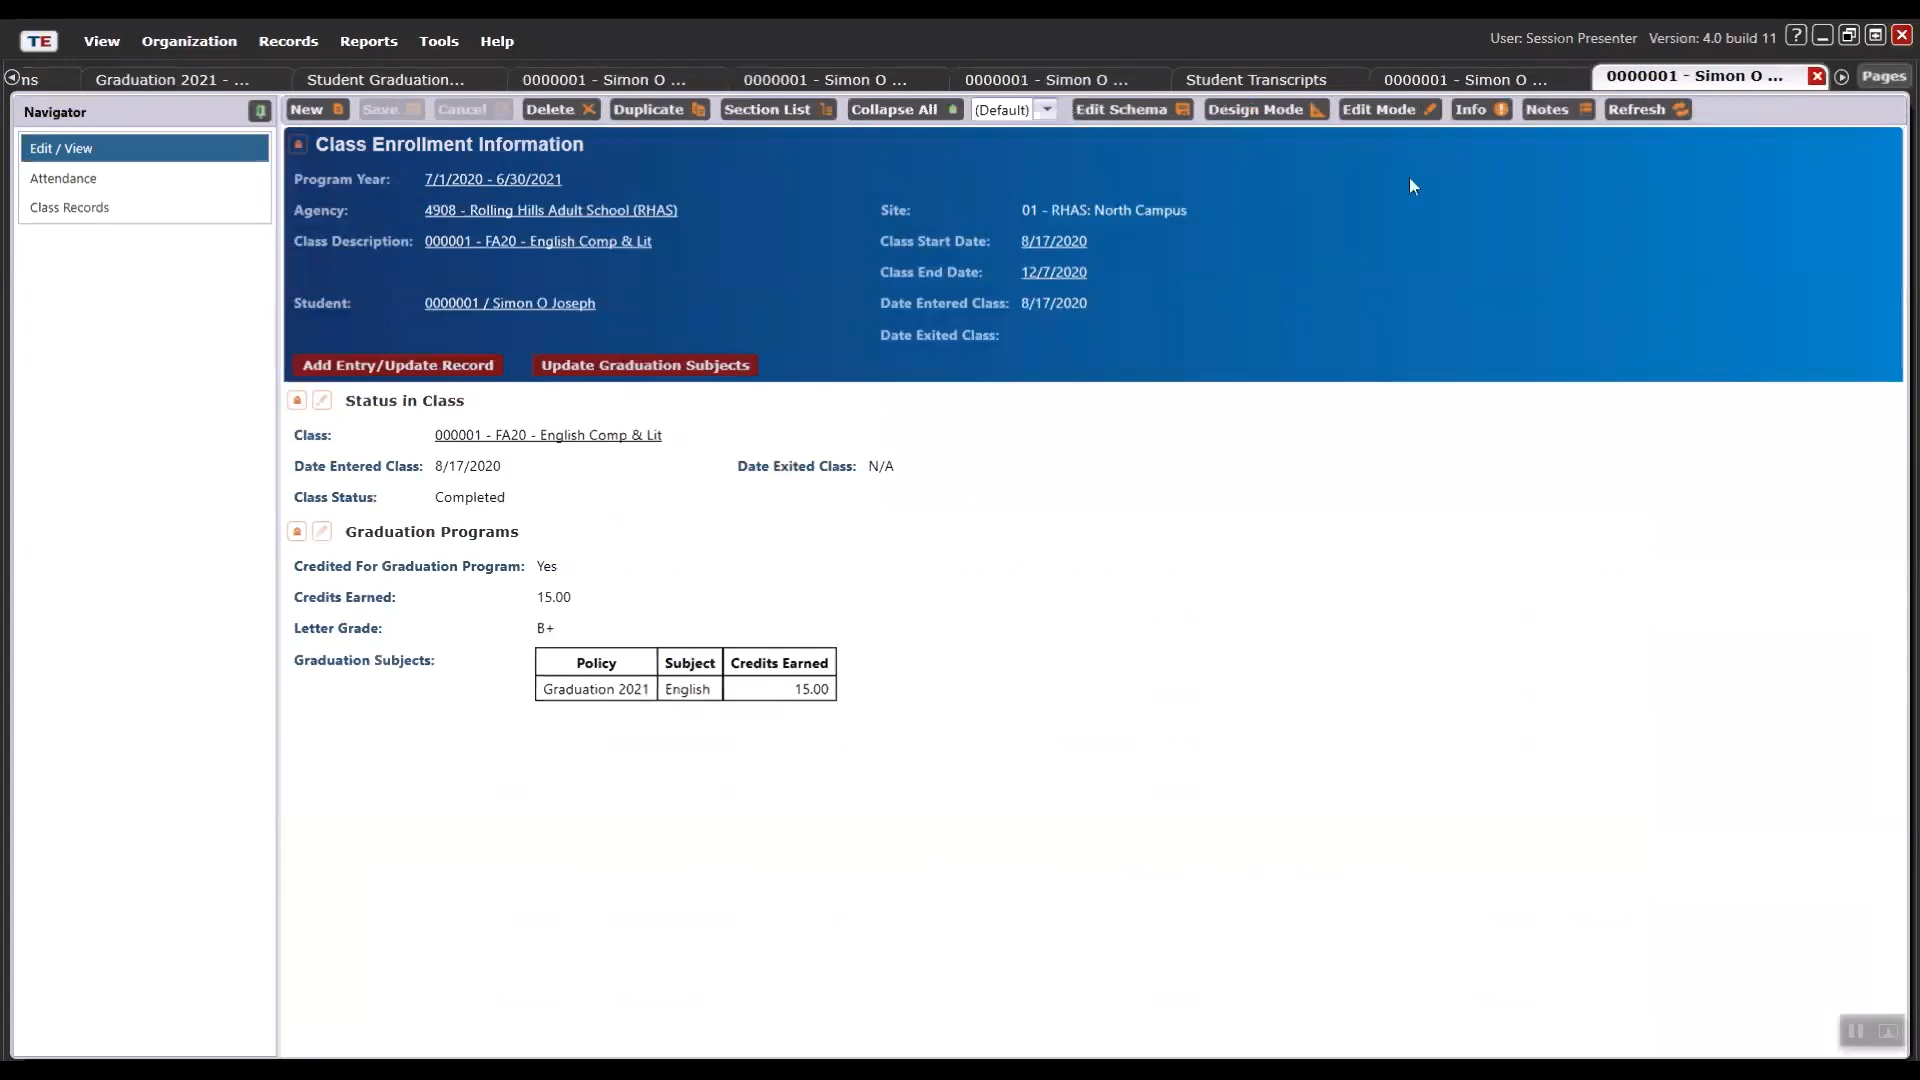 TE View Organization Records Reports Tools Help User: Session Presenter Version: 4.0 build 11 ?
ns Graduation 2021 - ... Student Graduation... 0000001 - Simon O ... 0000001 - Simon O ... 0000001 - Simon O ... Student Transcripts 0000001 - Simon O ... 0000001 - Simon O ... Pages
Navigator New Save Cancel Delete Duplicate Section List Collapse All (Default) Edit Schema Design Mode Edit Mode Info Notes Refresh
Edit / View
Attendance
Class Records
Class Enrollment Information
Program Year: 7/1/2020 - 6/30/2021
Agency: 4908 - Rolling Hills Adult School (RHAS) Site: 01 - RHAS: North Campus
Class Description: 000001 - FA20 - English Comp & Lit Class Start Date: 8/17/2020
Class End Date: 12/7/2020
Student: 0000001 / Simon O Joseph Date Entered Class: 8/17/2020
Date Exited Class:
Add Entry/Update Record Update Graduation Subjects
Status in Class
Class: 000001 - FA20 - English Comp & Lit
Date Entered Class: 8/17/2020 Date Exited Class: N/A
Class Status: Completed
Graduation Programs
Credited For Graduation Program: Yes
Credits Earned: 15.00
Letter Grade: B+
Graduation Subjects: Policy Subject Credits Earned
Graduation 2021 English 15.00